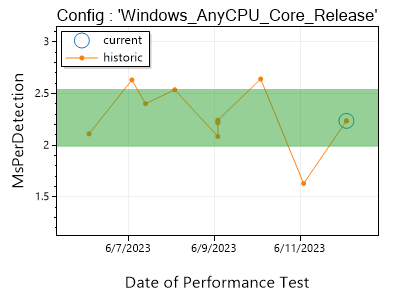 Config : 'Windows_AnyCPU_Core_Release'
current
historic
MsPerDetection
3
2.5
2
1.5
6/7/2023
6/9/2023
6/11/2023
Date of Performance Test